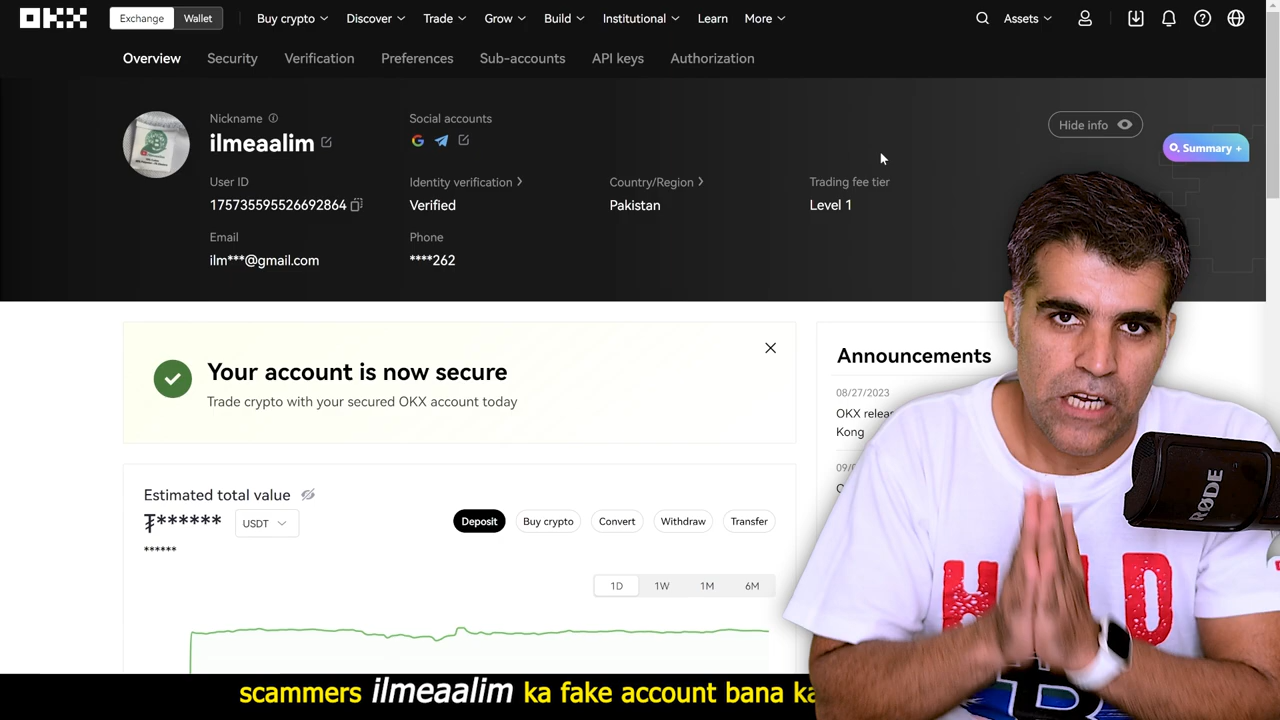 OKX
Exchange Wallet Buy crypto Discover Trade Grow Build Institutional Learn More Assets
Overview Security Verification Preferences Sub-accounts API keys Authorization
Nickname
ilmeaalim
Social accounts
Hide info
Summary +
User ID
175735595526692864
Identity verification
Verified
Country/Region
Pakistan
Trading fee tier
Level 1
Email
ilm***@gmail.com
Phone
****262
Your account is now secure
Trade crypto with your secured OKX account today
Announcements
08/27/2023
OKX releas
Kong
09/0
Estimated total value
₮******
USDT
******
Deposit Buy crypto Convert Withdraw Transfer
1D 1W 1M 6M
RØDE
scammers ilmeaalim ka fake account bana ka